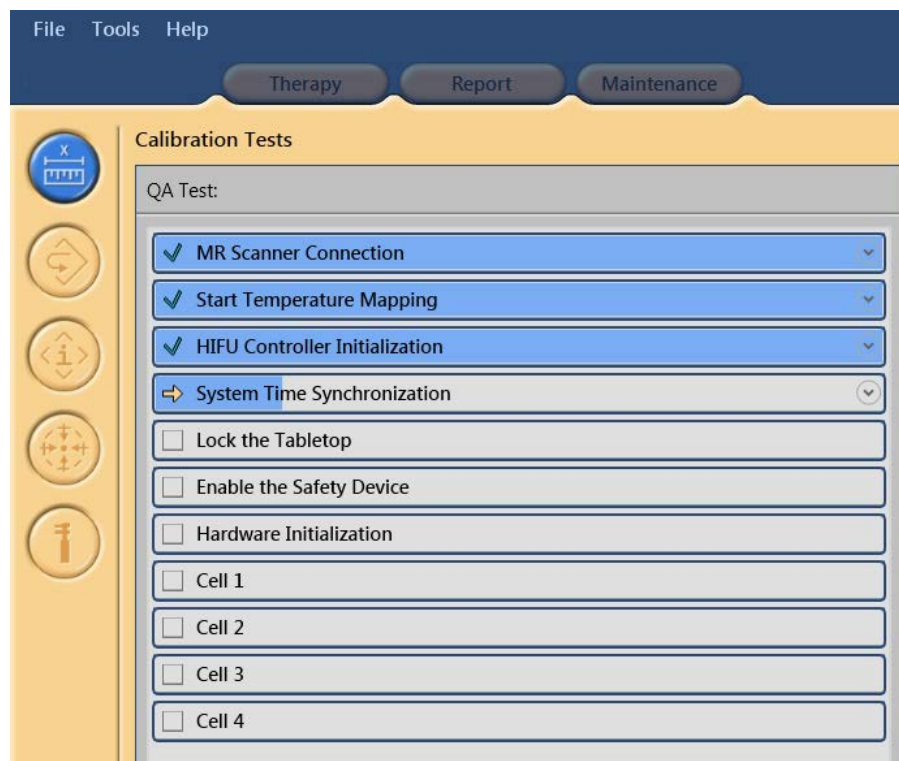 File Tools Help
Therapy Report Maintenance
Calibration Tests
QA Test:
X
MR Scanner Connection
Start Temperature Mapping
HIFU Controller Initialization
System Time Synchronization
i
Lock the Tabletop
Enable the Safety Device
Hardware Initialization
Cell 1
Cell 2
Cell 3
Cell 4